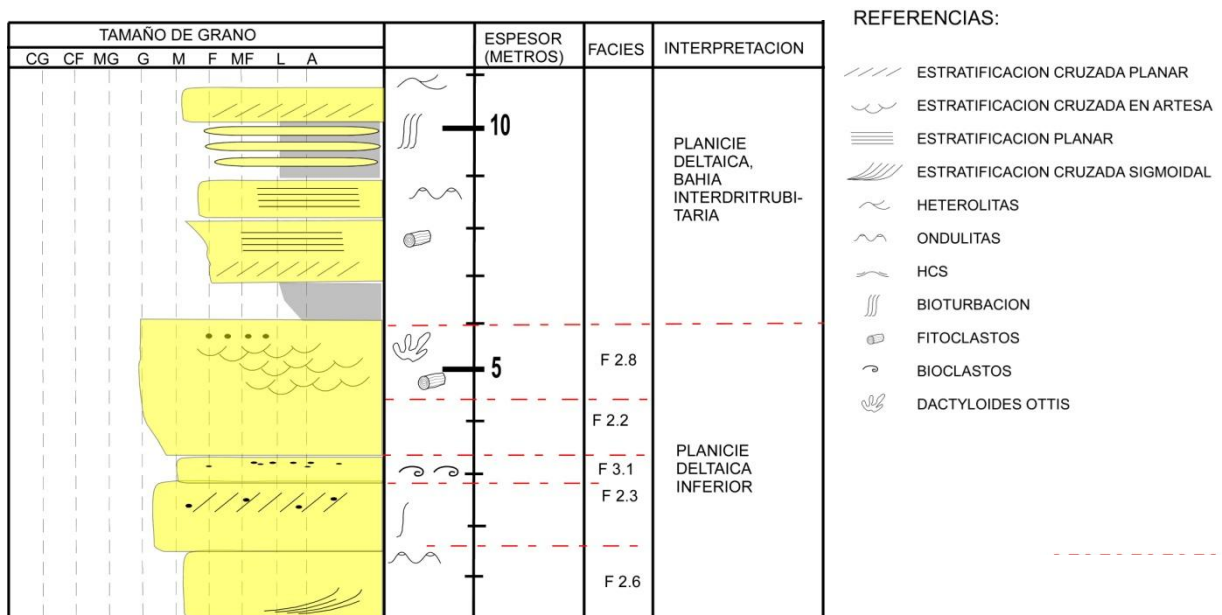 TAMAÑO DE GRANO
CG CF MG G M F MF L A
ESPESOR
(METROS)
FACIES
INTERPRETACION
10
5
F 2.8
F 2.2
F 3.1
F 2.3
F 2.6
PLANICIE
DELTAICA,
BAHIA
INTERDRITRUBI-
TARIA
PLANICIE
DELTAICA
INFERIOR
REFERENCIAS:
ESTRATIFICACION CRUZADA PLANAR
ESTRATIFICACION CRUZADA EN ARTESA
ESTRATIFICACION PLANAR
ESTRATIFICACION CRUZADA SIGMOIDAL
HETEROLITAS
ONDULITAS
HCS
BIOTURBACION
FITOCLASTOS
BIOCLASTOS
DACTYLOIDES OTTIS